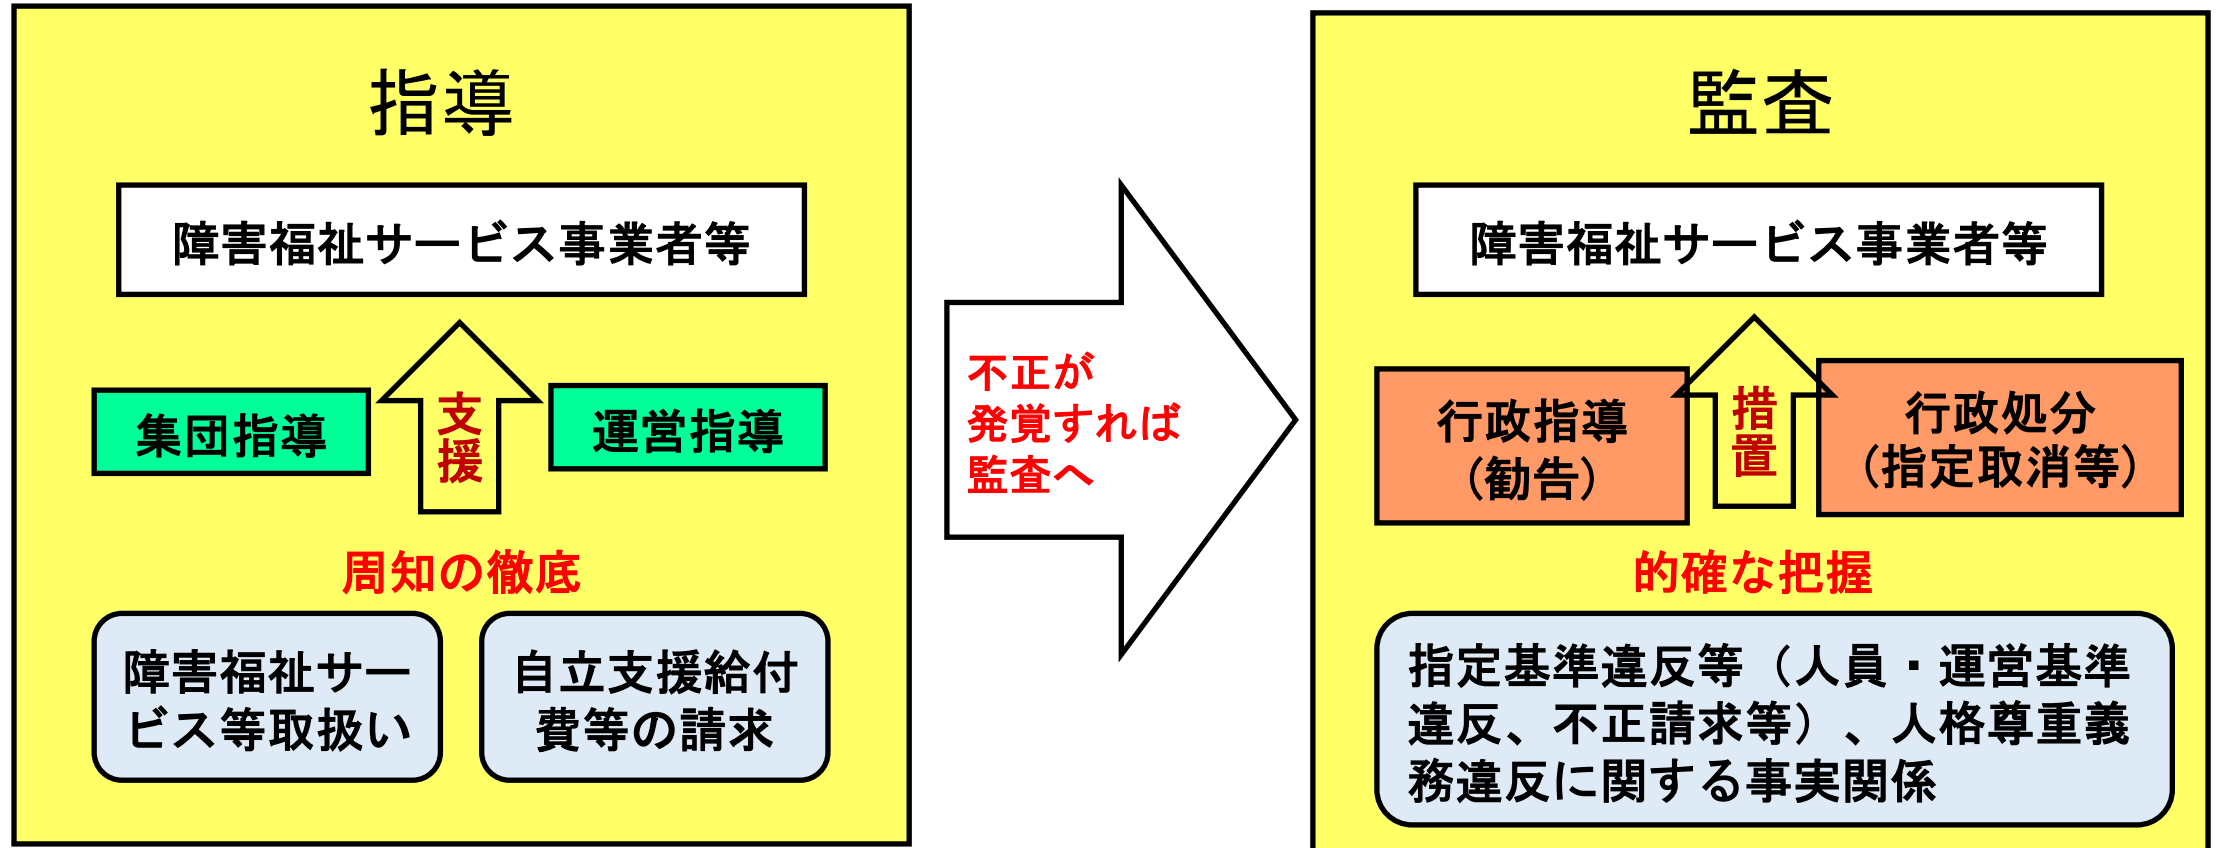 指導
障害福祉サービス事業者等
集団指導
支援
運営指導
周知の徹底
障害福祉サー
ビス等取扱い
自立支援給付
費等の請求
不正が
発覚すれば
監査へ
監査
障害福祉サービス事業者等
行政指導
（勧告）
措置
行政処分
（指定取消等）
的確な把握
指定基準違反等（人員・運営基準
違反、不正請求等）、人格尊重義
務違反に関する事実関係